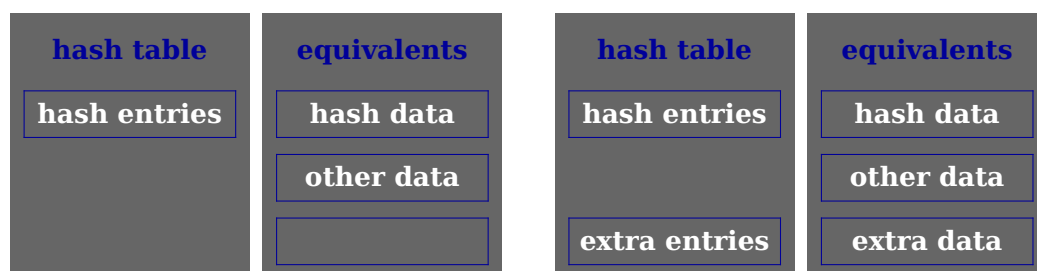 hash table
hash entries
equivalents
hash data
other data
hash table
hash entries
extra entries
equivalents
hash data
other data
extra data